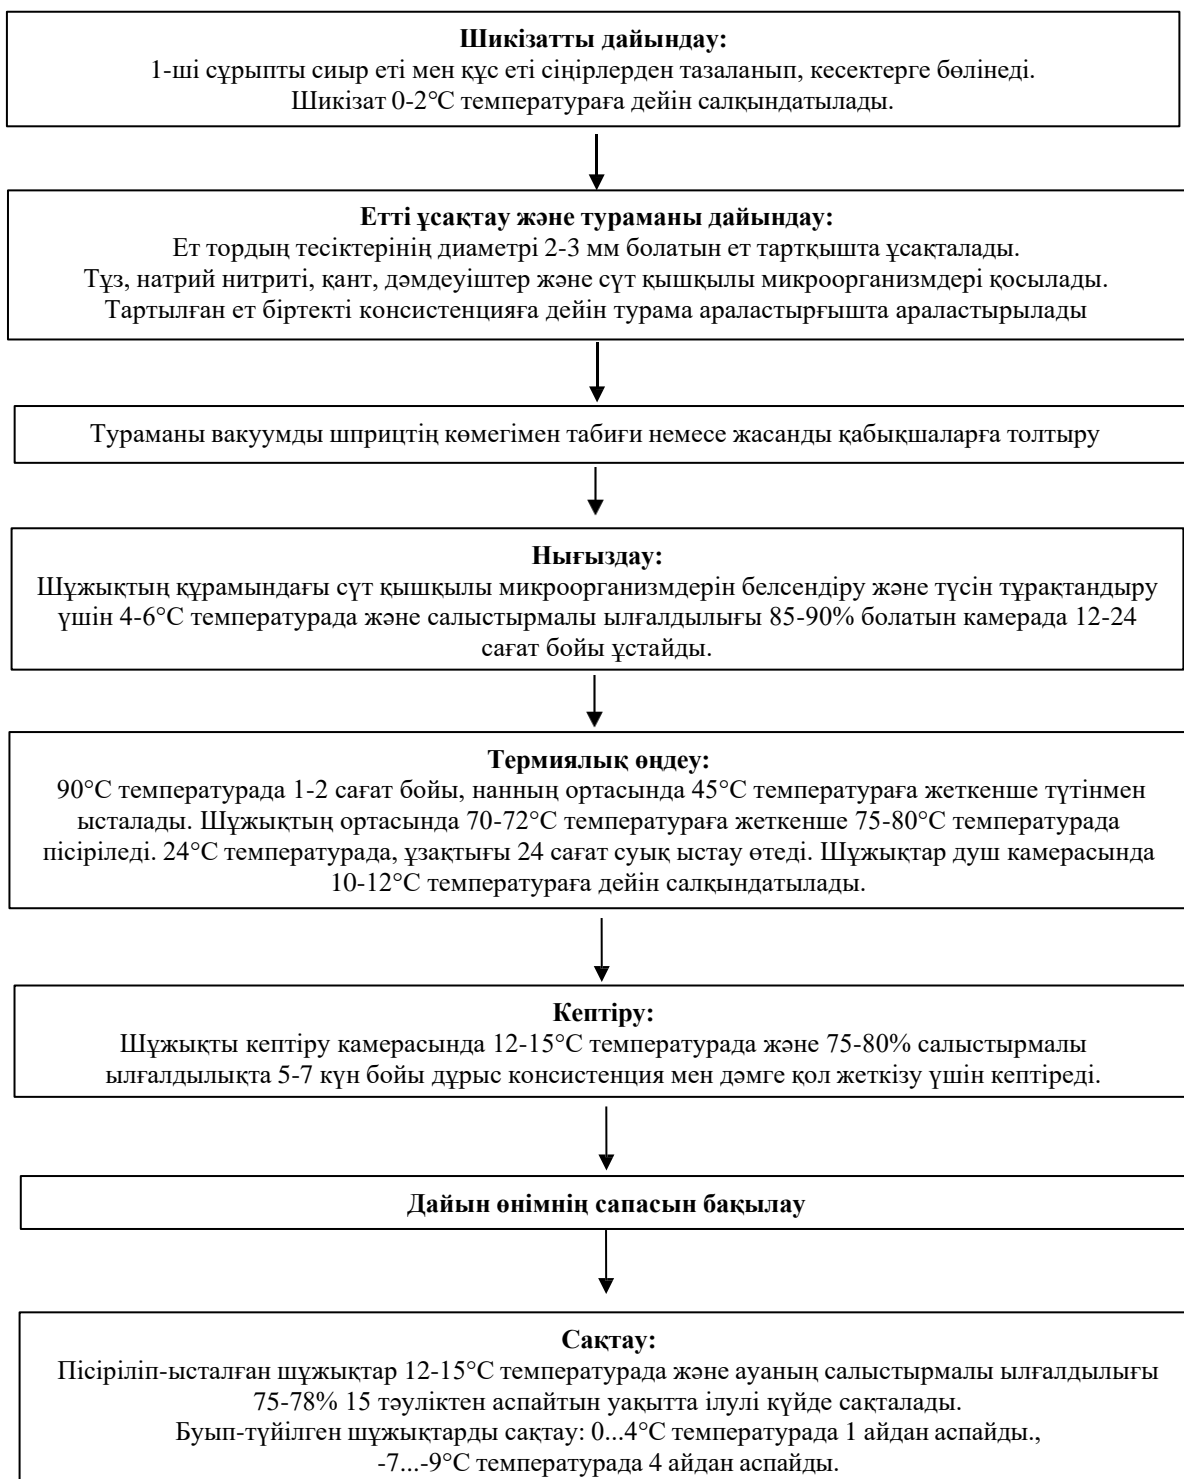 Шикізатты дайындау:
1-ші сұрыпты сиыр еті мен құс еті сіңірлерден тазаланып, кесектерге бөлінеді.
Шикізат 0-2°С температураға дейін салқындатылады.
Етті ұсақтау және тураманы дайындау:
Ет тордың тесіктерінің диаметрі 2-3 мм болатын ет тартқышта ұсақталады.
Тұз, натрий нитриті, қант, дәмдеуіштер және сүт қышқылы микроорганизмдері қосылады.
Тартылған ет біртекті консистенцияға дейін турама араластырғышта араластырылады
Тураманы вакуумды шприцтің көмегімен табиғи немесе жасанды қабықшаларға толтыру
Нығыздау:
Шұжықтың құрамындағы сүт қышқылы микроорганизмдерін белсендіру және түсін тұрақтандыру
үшін 4-6°С температурада және салыстырмалы ылғалдылығы 85-90% болатын камерада 12-24
сағат бойы ұстайды.
Термиялық өңдеу:
90°С температурада 1-2 сағат бойы, нанның ортасында 45°С температураға жеткенше түтінмен
ысталады. Шұжықтың ортасында 70-72°С температураға жеткенше 75-80°С температурада
пісіріледі. 24°С температурада, ұзақтығы 24 сағат суық ыстау өтеді. Шұжықтар душ камерасында
10-12°С температураға дейін салқындатылады.
Кептіру:
Шұжықты кептіру камерасында 12-15°С температурада және 75-80% салыстырмалы
ылғалдылықта 5-7 күн бойы дұрыс консистенция мен дәмге қол жеткізу үшін кептіреді.
Дайын өнімнің сапасын бақылау
Сақтау:
Пісіріліп-ысталған шұжықтар 12-15°С температурада және ауаның салыстырмалы ылғалдылығы
75-78% 15 тәуліктен аспайтын уақытта ілулі күйде сақталады.
Буып-түйілген шұжықтарды сақтау: 0...4°С температурада 1 айдан аспайды.,
-7...-9°С температурада 4 айдан аспайды.